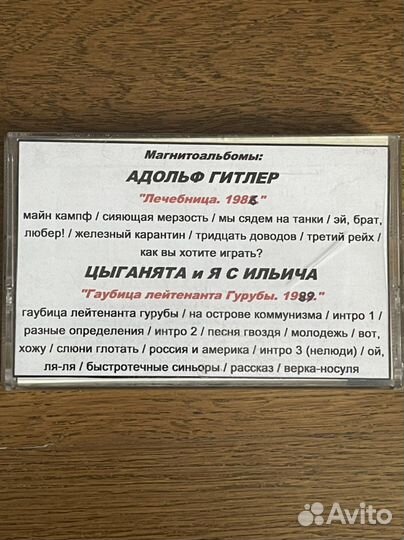 Магнитоальбомы:
АДОЛЬФ ГИТЛЕР
"Лечебница. 1986."
майн кампф / сияющая мерзость / мы сядем на танки / эй, брат,
любер! / железный карантин / тридцать доводов / третий рейх /
как вы хотите играть?
ЦЫГАНЯТА и Я С ИЛЬИЧА
"Гаубица лейтенанта Гурубы. 1989."
гаубица лейтенанта гурубы / на острове коммунизма / интро 1 /
разные определения / интро 2 / песня гвоздя / молодежь / вот,
хожу / слюни глотать / россия и америка / интро 3 (нелюди) / ой,
ля-ля / быстротечные синьоры / рассказ / верка-носуля
Avito